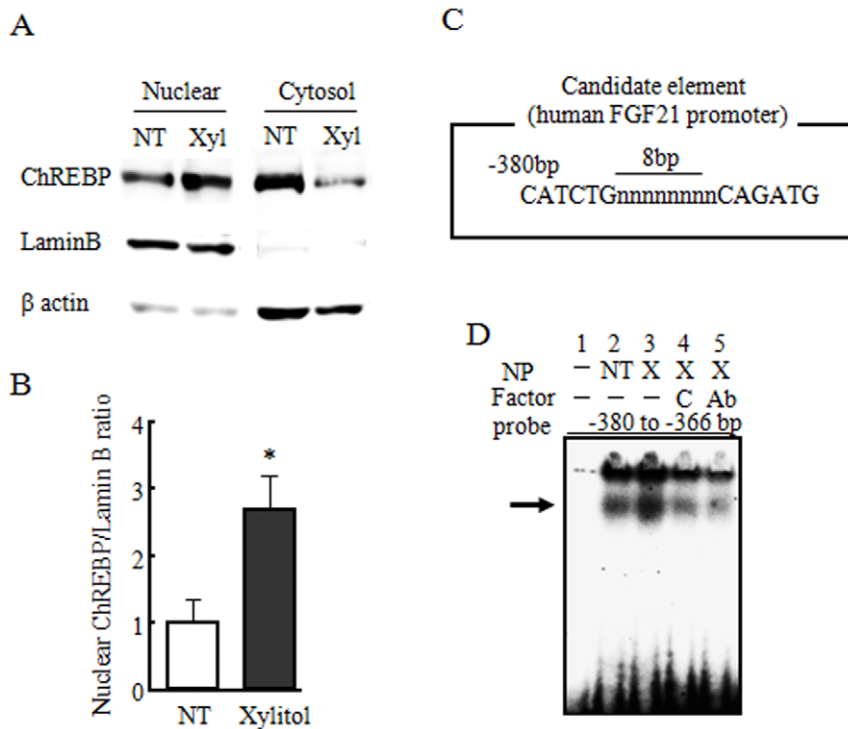 A
Nuclear Cytosol
NT Xyl NT Xyl
ChREBP
LaminB
β actin
B
Nuclear ChREBP/Lamin B ratio
4
3
2
1
0
*
NT Xylitol
C
Candidate element
(human FGF21 promoter)
-380bp 8bp
CATCTGnnnnnnnnCAGATG
D
1 2 3 4 5
NP – NT X X X
Factor – – – C Ab
probe -380 to -366 bp